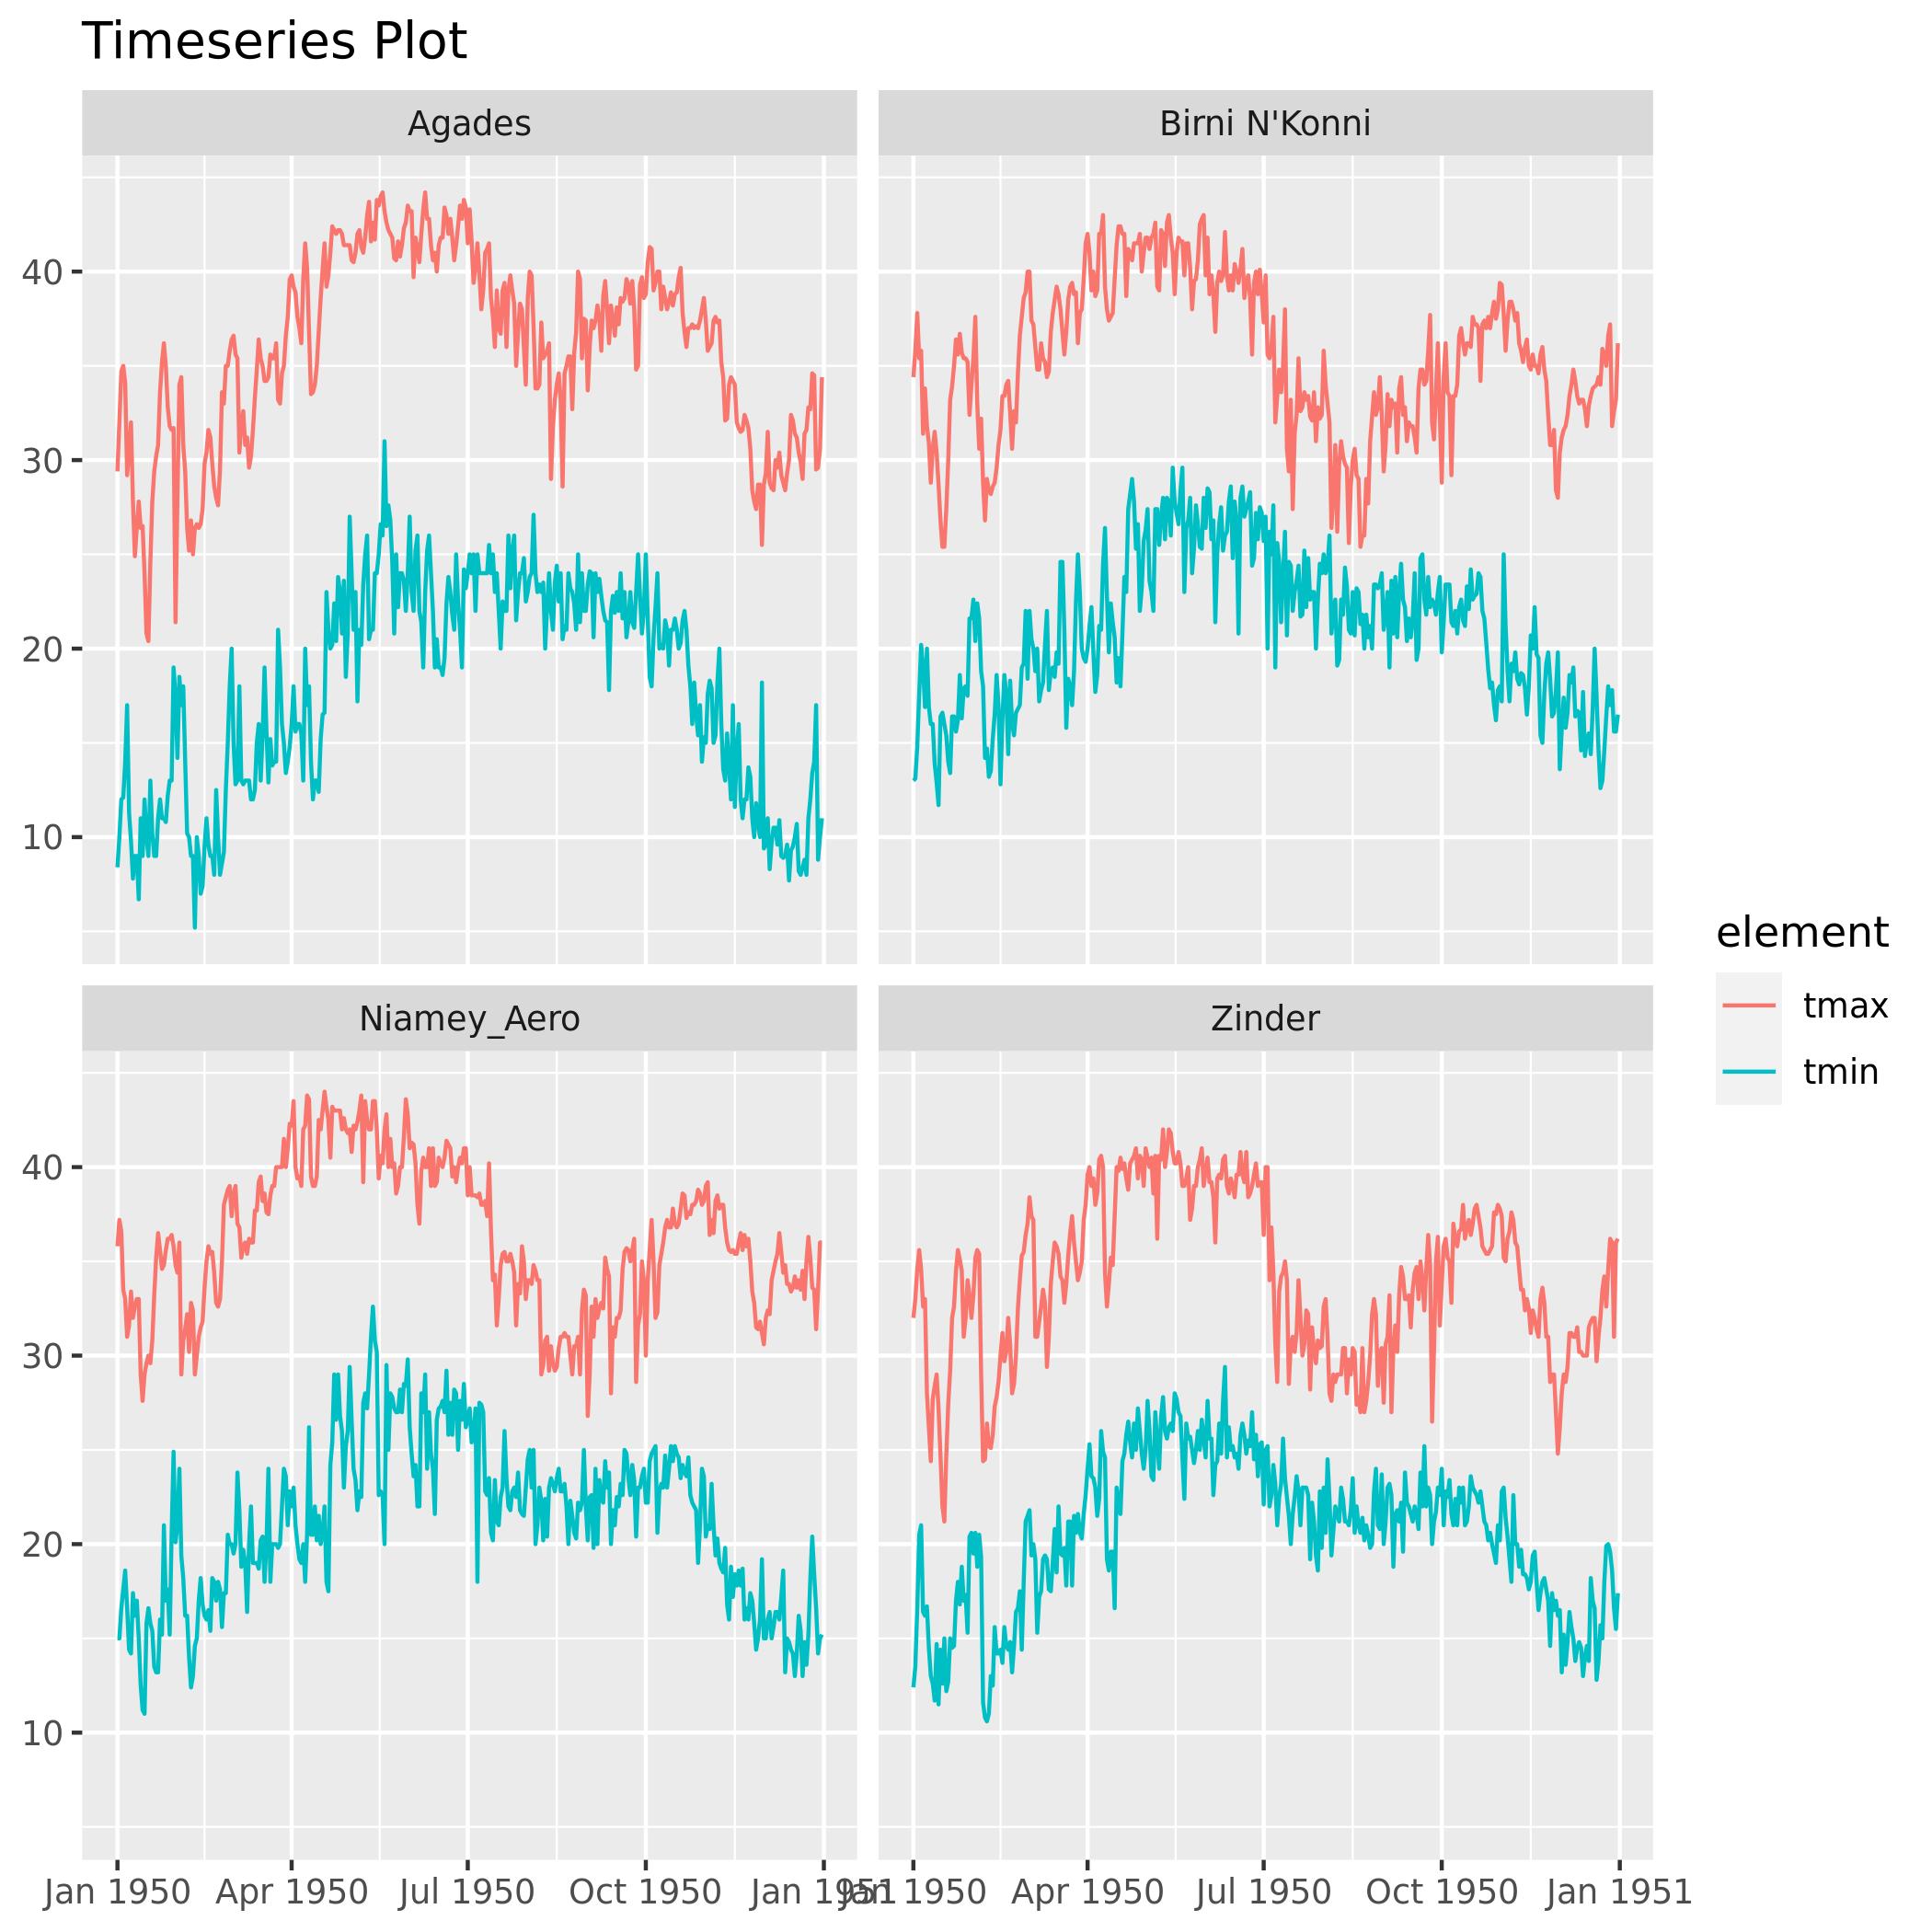 Timeseries Plot
Agades
Birni N'Konni
40
30
20
10
element
tmax
tmin
Niamey_Aero
Zinder
40
30
20
10
Jan 1950 Apr 1950 Jul 1950 Oct 1950 Jan 1951 Jan 1950 Apr 1950 Jul 1950 Oct 1950 Jan 1951